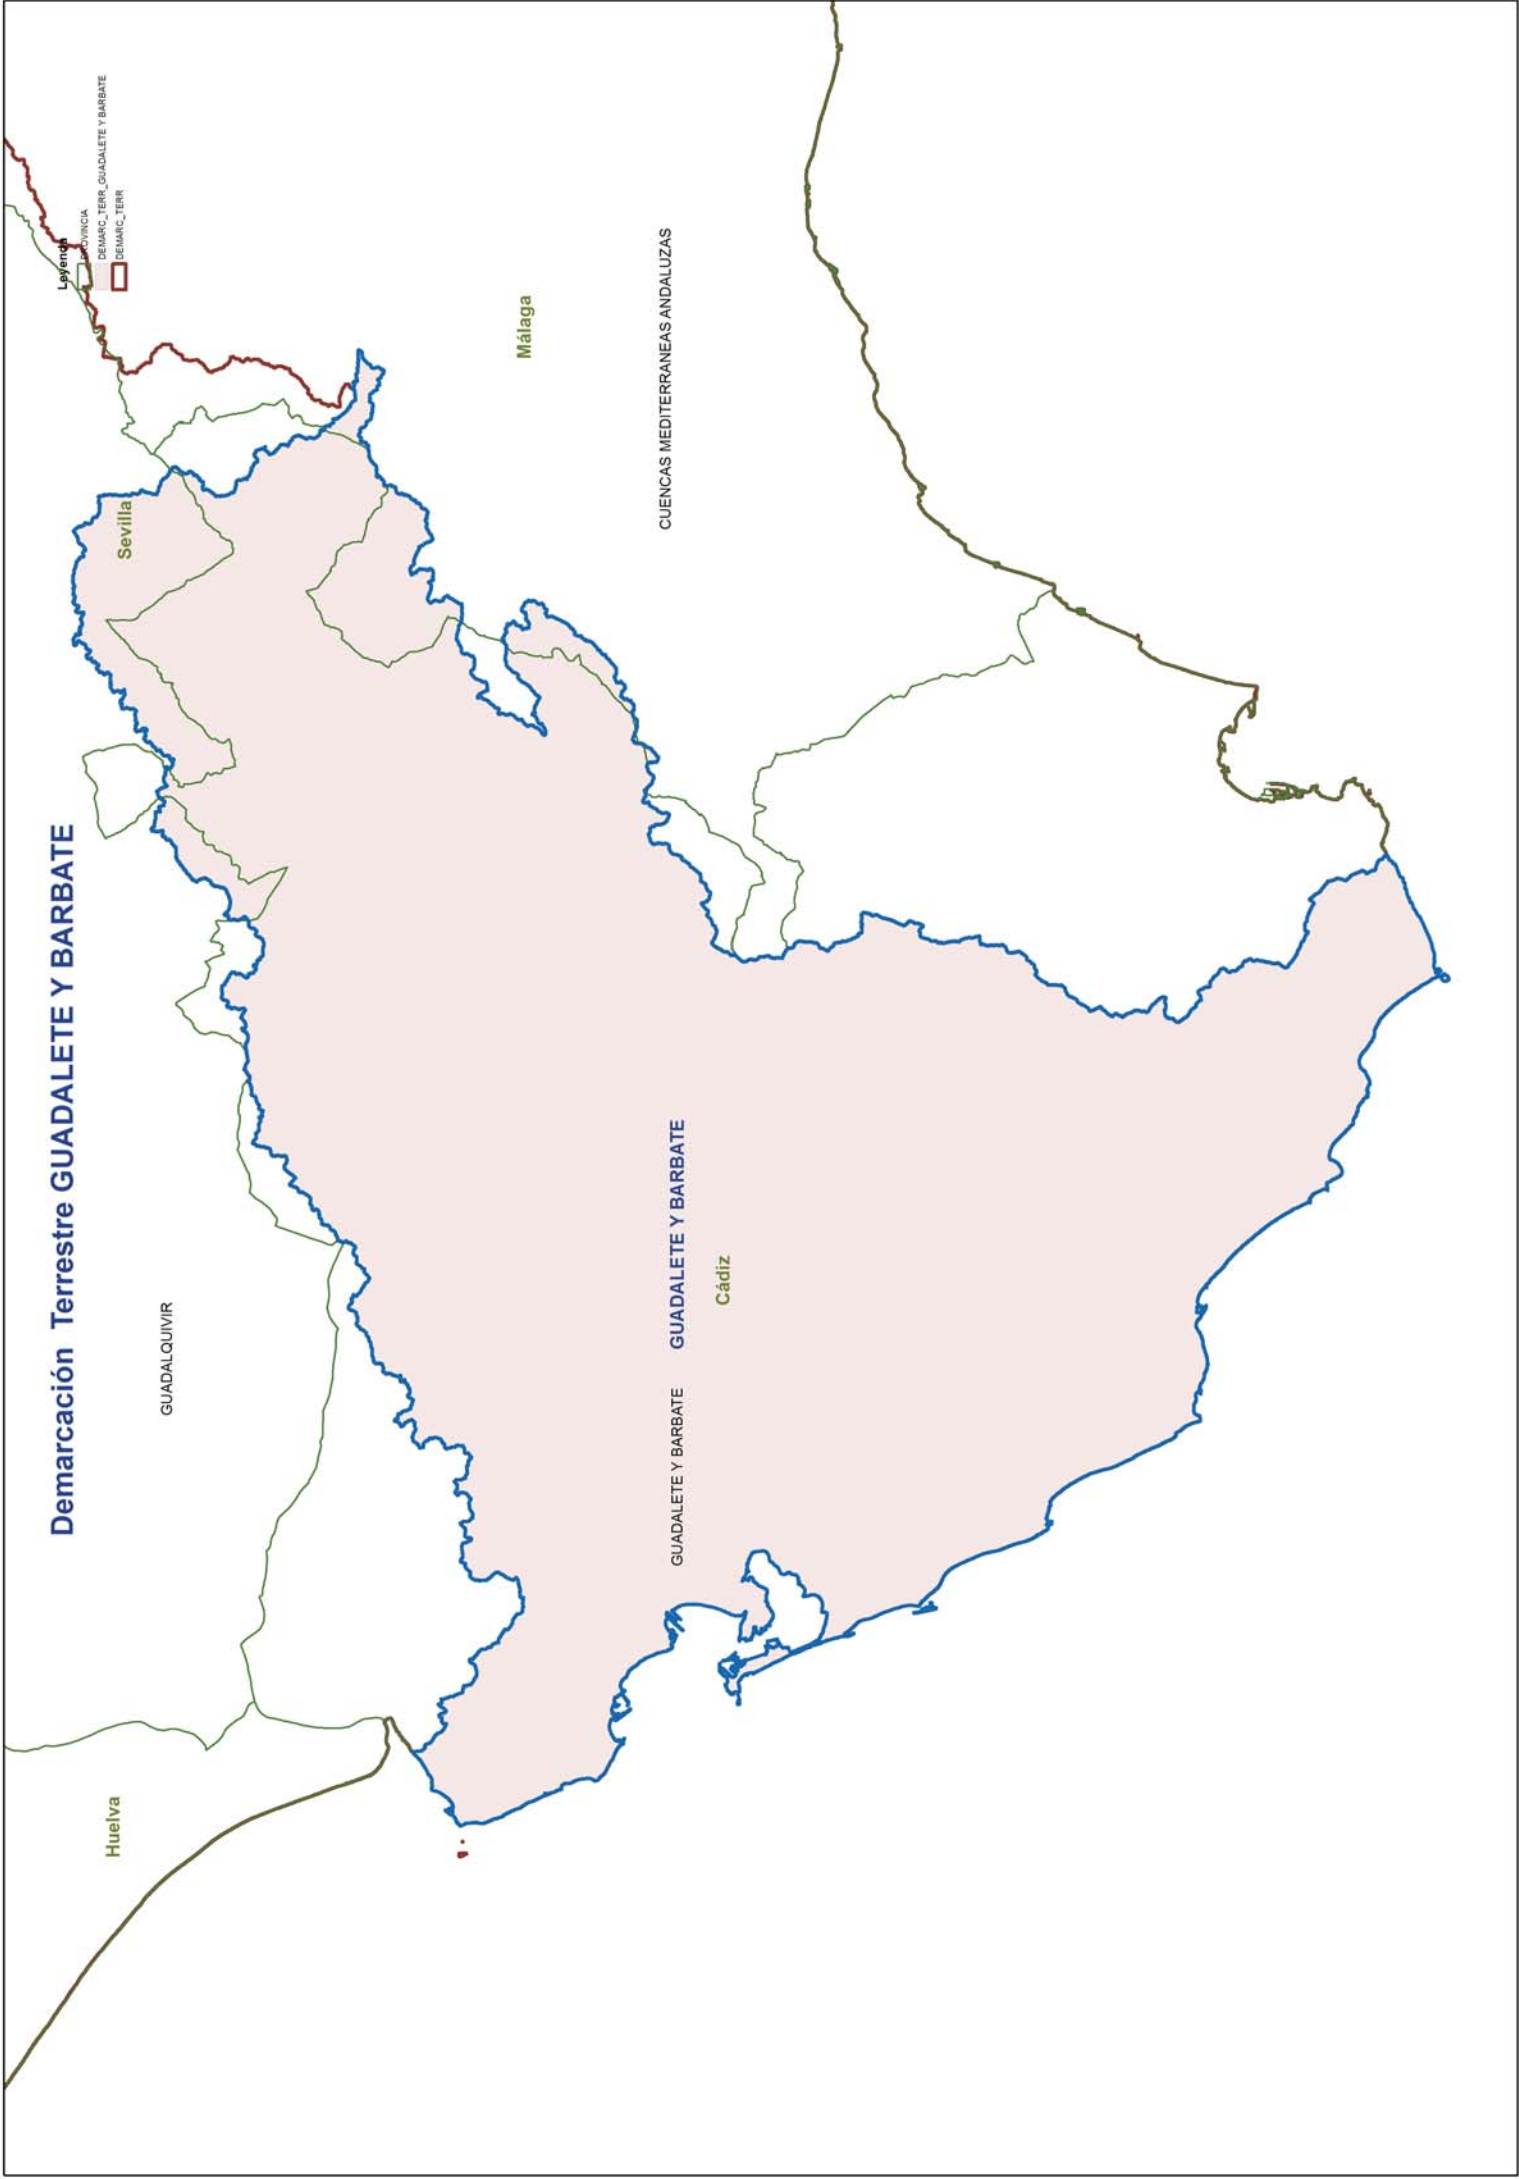 Demarcación Terrestre GUADALETE Y BARBATE
Leyenda
PROVINCIA
DEMARC_TERR_GUADALETE Y BARBATE
DEMARC_TERR
Huelva
Sevilla
GUADALQUIVIR
Málaga
CUENCAS MEDITERRANEAS ANDALUZAS
GUADALETE Y BARBATE
GUADALETE Y BARBATE
Cádiz